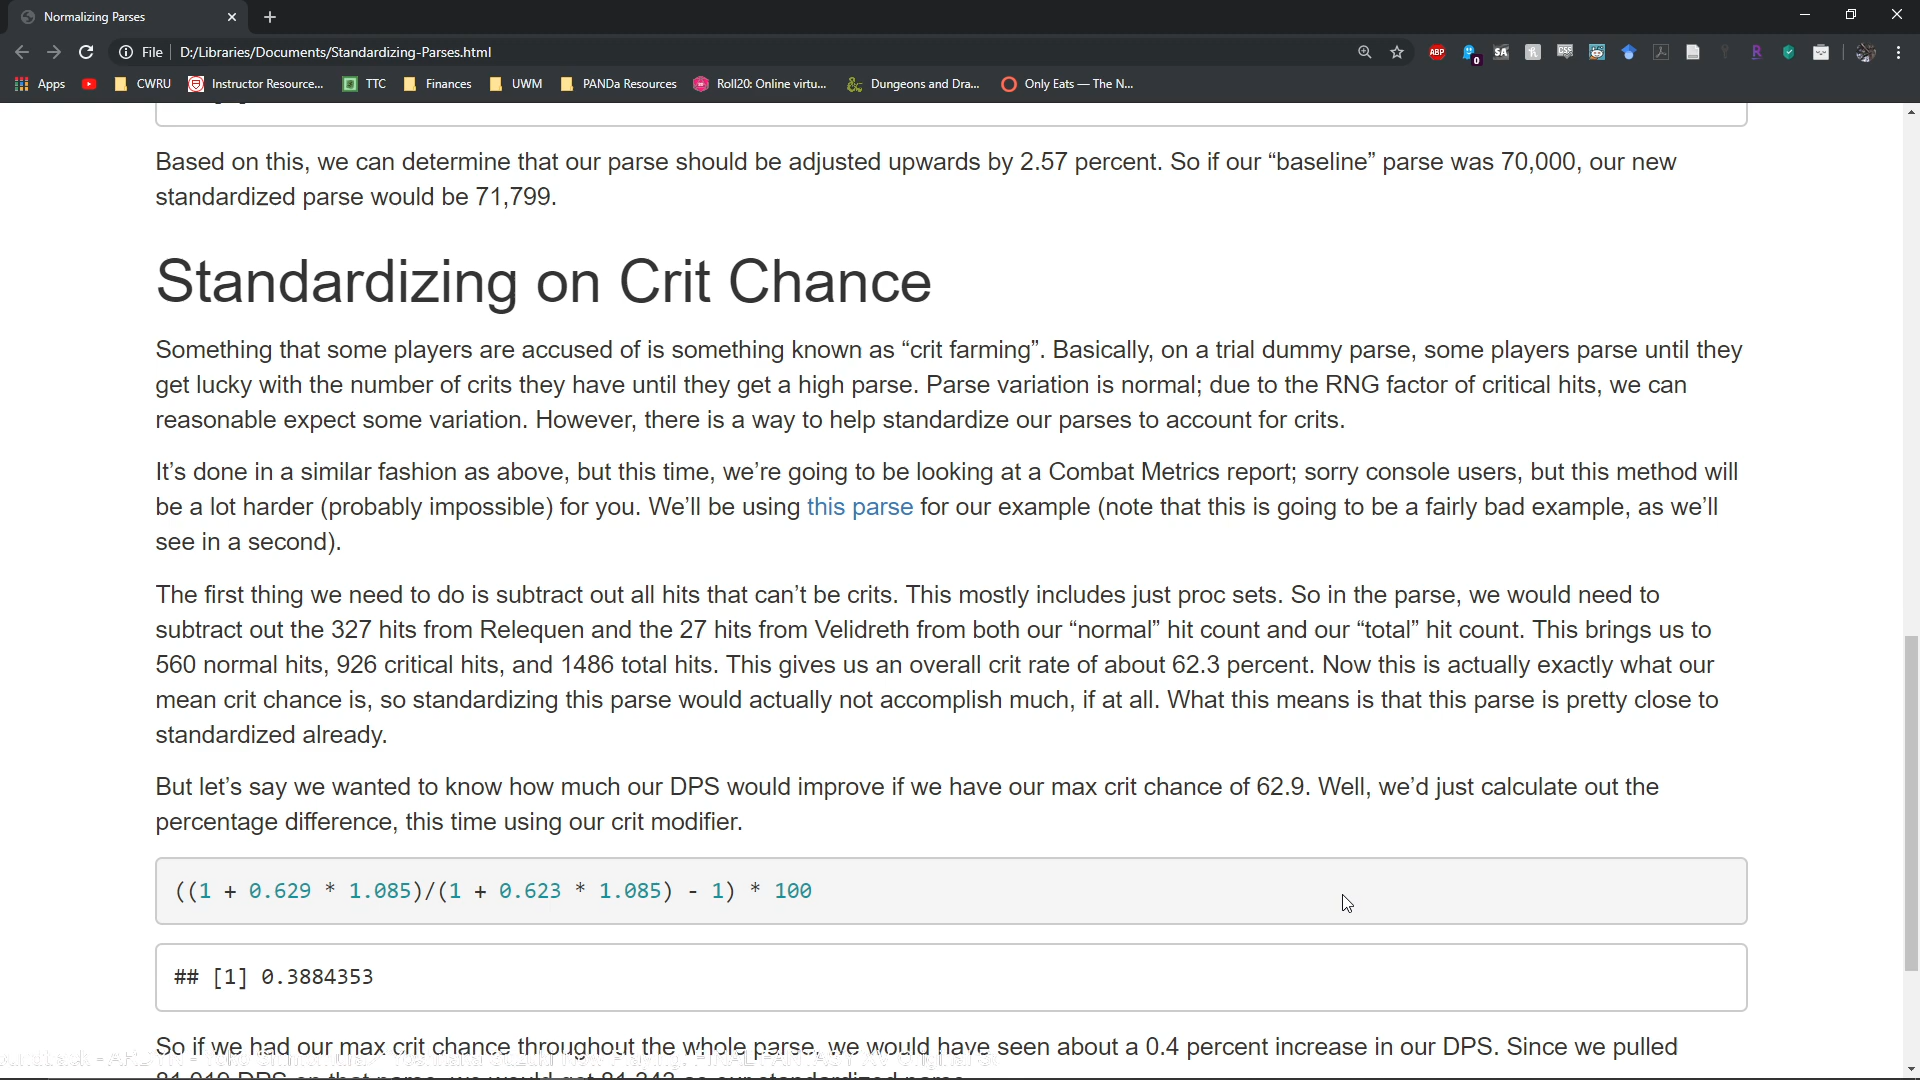 Normalizing Parses
File
D:/Libraries/Documents/Standardizing-Parses.html
Apps CWRU Instructor Resource... TTC Finances UWM PANDa Resources Roll20: Online virtu... Dungeons and Dra... Only Eats — The N...
Based on this, we can determine that our parse should be adjusted upwards by 2.57 percent. So if our “baseline” parse was 70,000, our new
standardized parse would be 71,799.
Standardizing on Crit Chance
Something that some players are accused of is something known as “crit farming”. Basically, on a trial dummy parse, some players parse until they
get lucky with the number of crits they have until they get a high parse. Parse variation is normal; due to the RNG factor of critical hits, we can
reasonable expect some variation. However, there is a way to help standardize our parses to account for crits.
It’s done in a similar fashion as above, but this time, we’re going to be looking at a Combat Metrics report; sorry console users, but this method will
be a lot harder (probably impossible) for you. We’ll be using this parse for our example (note that this is going to be a fairly bad example, as we’ll
see in a second).
The first thing we need to do is subtract out all hits that can’t be crits. This mostly includes just proc sets. So in the parse, we would need to
subtract out the 327 hits from Relequen and the 27 hits from Velidreth from both our “normal” hit count and our “total” hit count. This brings us to
560 normal hits, 926 critical hits, and 1486 total hits. This gives us an overall crit rate of about 62.3 percent. Now this is actually exactly what our
mean crit chance is, so standardizing this parse would actually not accomplish much, if at all. What this means is that this parse is pretty close to
standardized already.
But let’s say we wanted to know how much our DPS would improve if we have our max crit chance of 62.9. Well, we’d just calculate out the
percentage difference, this time using our crit modifier.
((1 + 0.629 * 1.085)/(1 + 0.623 * 1.085) - 1) * 100
## [1] 0.3884353
So if we had our max crit chance throughout the whole parse, we would have seen about a 0.4 percent increase in our DPS. Since we pulled